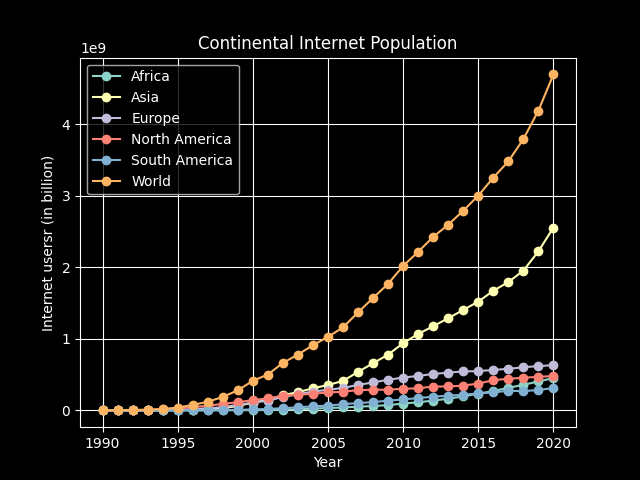 Continental Internet Population
1e9
Africa
Asia
Europe
North America
South America
World
4
3
2
1
0
Internet usersr (in billion)
1990
1995
2000
2005
2010
2015
2020
Year